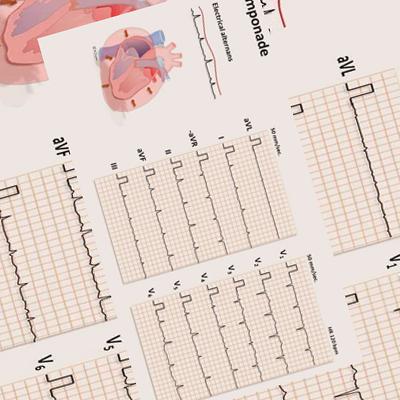 Electrical alternans
mponade
aVL
50 mm/sec.
aVL
I
-aVR
II
aVF
III
aVF
50 mm/sec.
V1
V2
V3
V4
V5
V6
HR 120 bpm
V1
V5
V6